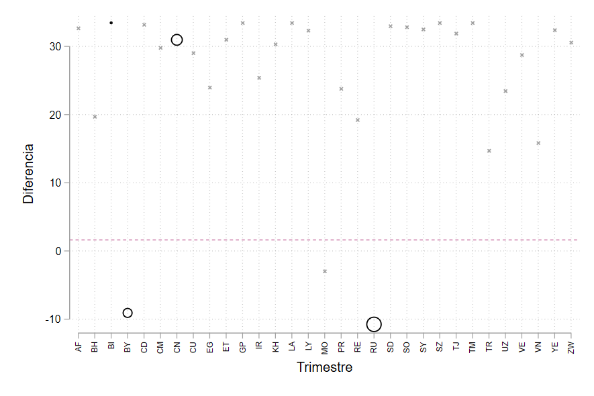 Diferencia
30
20
10
0
-10
AF BH BI BY CD CM CN CU EG ET GP IR KH LA LY MO PR RE RU SD SO SY SZ TJ TM TR UZ VE VN YE ZW
Trimestre